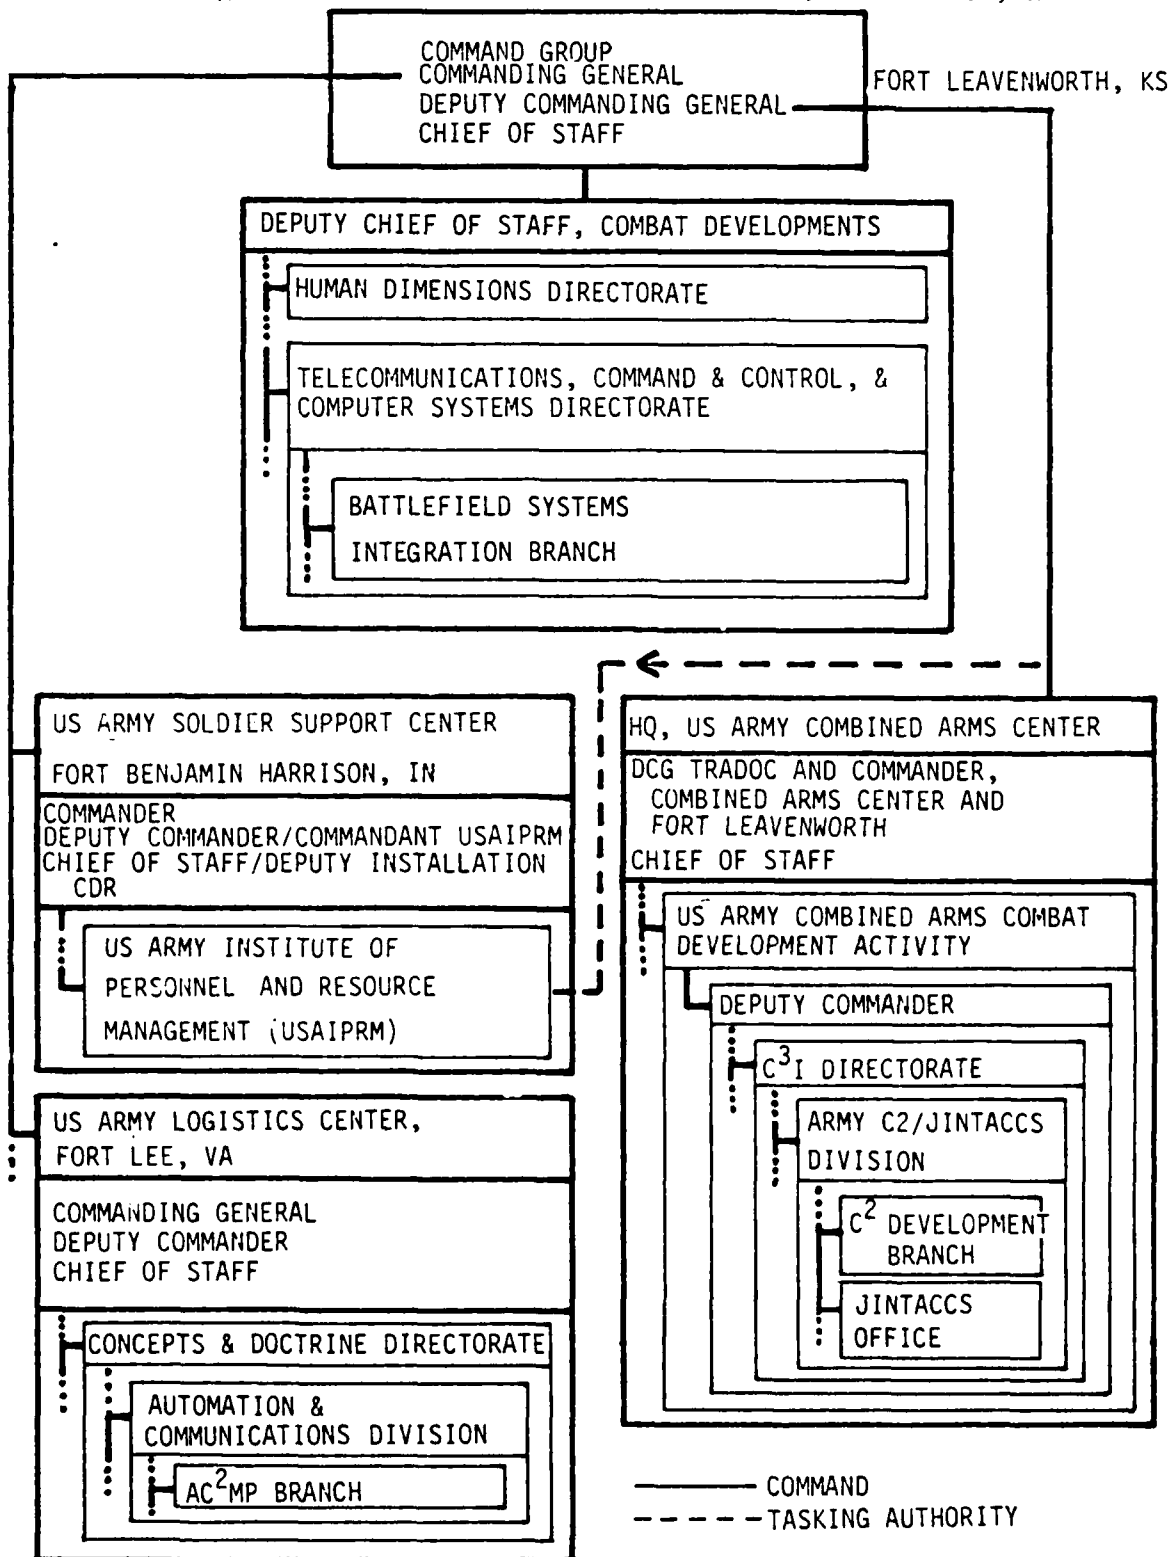 COMMAND GROUP
COMMANDING GENERAL
DEPUTY COMMANDING GENERAL
CHIEF OF STAFF
FORT LEAVENWORTH, KS
DEPUTY CHIEF OF STAFF, COMBAT DEVELOPMENTS
HUMAN DIMENSIONS DIRECTORATE
TELECOMMUNICATIONS, COMMAND & CONTROL, &
COMPUTER SYSTEMS DIRECTORATE
BATTLEFIELD SYSTEMS
INTEGRATION BRANCH
US ARMY SOLDIER SUPPORT CENTER
FORT BENJAMIN HARRISON, IN
COMMANDER
DEPUTY COMMANDER/COMMANDANT USAIPRM
CHIEF OF STAFF/DEPUTY INSTALLATION
CDR
US ARMY INSTITUTE OF
PERSONNEL AND RESOURCE
MANAGEMENT (USAIPRM)
US ARMY LOGISTICS CENTER,
FORT LEE, VA
COMMANDING GENERAL
DEPUTY COMMANDER
CHIEF OF STAFF
CONCEPTS & DOCTRINE DIRECTORATE
AUTOMATION &
COMMUNICATIONS DIVISION
AC²MP BRANCH
HQ, US ARMY COMBINED ARMS CENTER
DCG TRADOC AND COMMANDER,
COMBINED ARMS CENTER AND
FORT LEAVENWORTH
CHIEF OF STAFF
US ARMY COMBINED ARMS COMBAT
DEVELOPMENT ACTIVITY
DEPUTY COMMANDER
C³I DIRECTORATE
ARMY C2/JINTACCS
DIVISION
C² DEVELOPMENT
BRANCH
JINTACCS
OFFICE
COMMAND
TASKING AUTHORITY